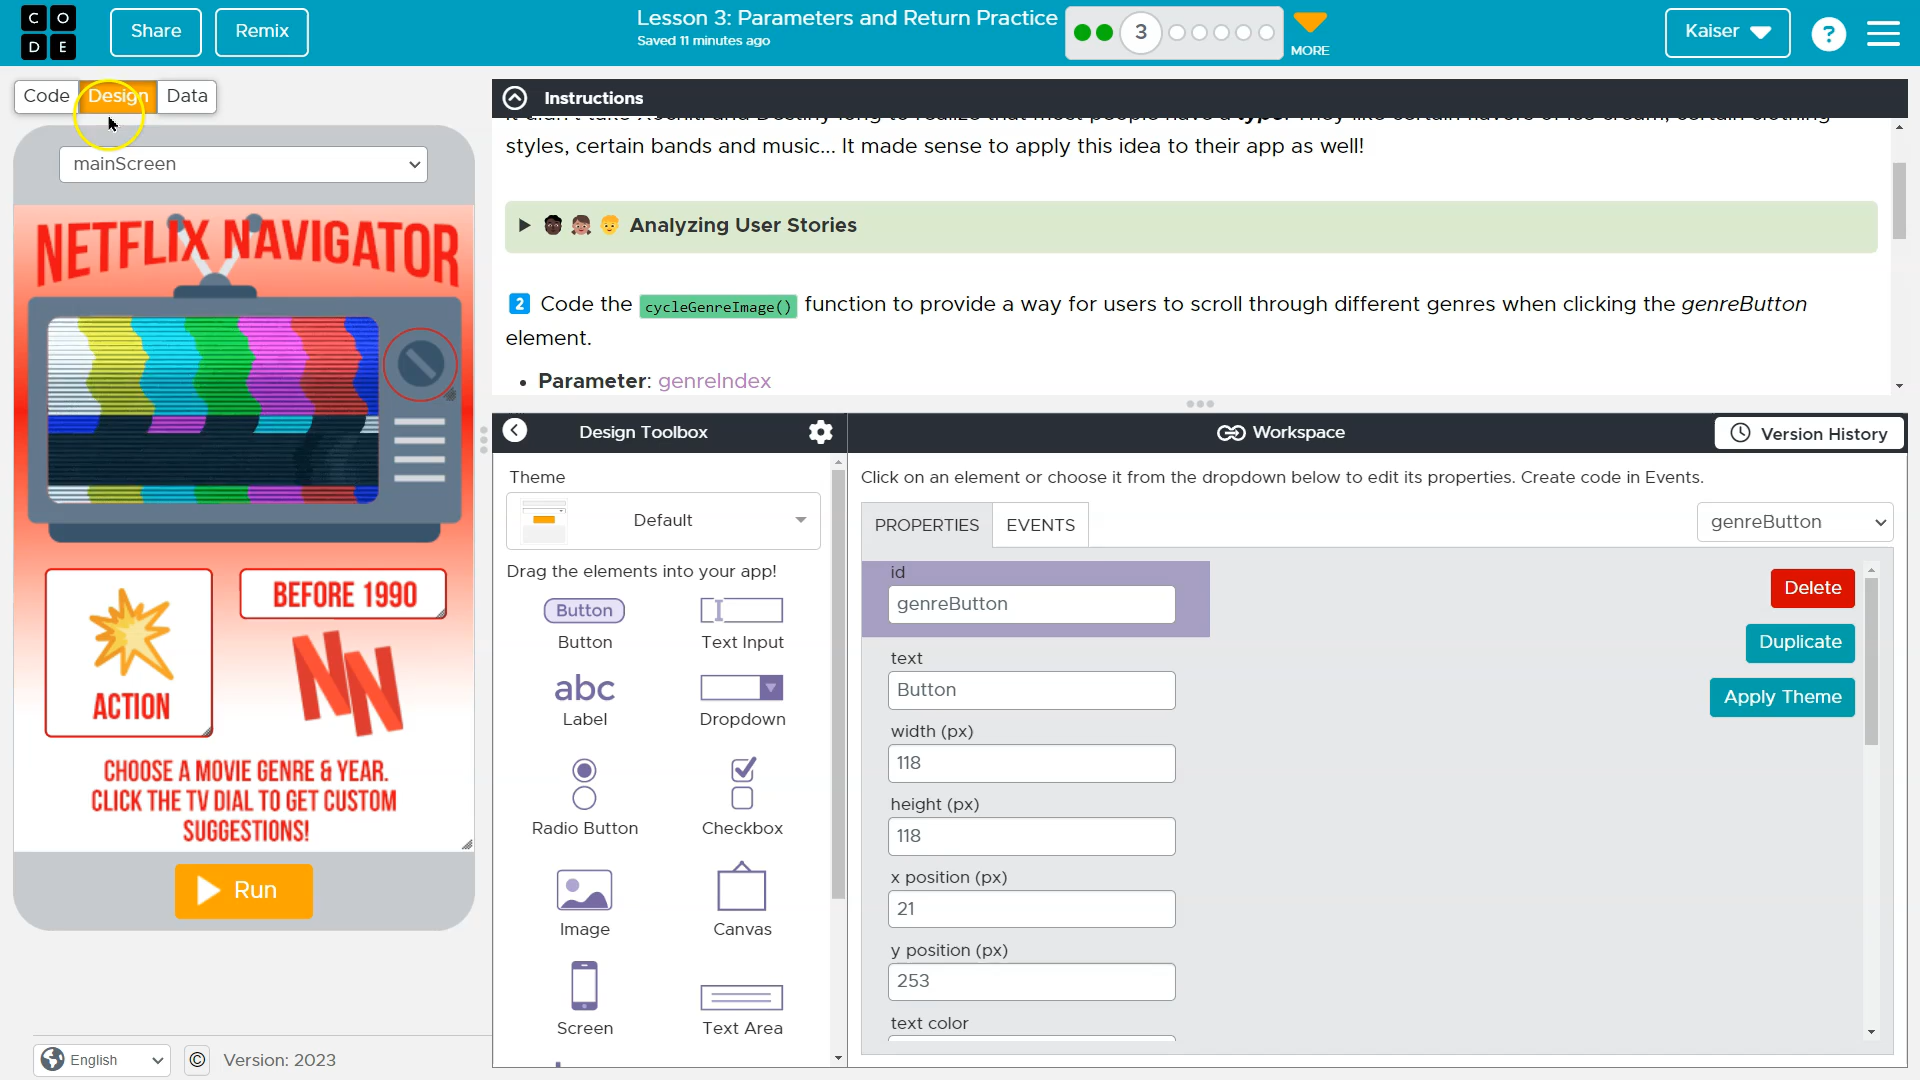 CODE
Share
Remix
Lesson 3: Parameters and Return Practice
Saved 11 minutes ago
3
MORE
Kaiser
?
Code
Design
Data
Instructions
styles, certain bands and music... It made sense to apply this idea to their app as well!
Analyzing User Stories
2 Code the cycleGenreImage() function to provide a way for users to scroll through different genres when clicking the genreButton
element.
• Parameter: genreIndex
mainScreen
NETFLIX NAVIGATOR
BEFORE 1990
ACTION
NN
CHOOSE A MOVIE GENRE & YEAR.
CLICK THE TV DIAL TO GET CUSTOM
SUGGESTIONS!
Run
English
©
Version: 2023
Design Toolbox
Theme
Default
Drag the elements into your app!
Button
Button
Text Input
abc
Label
Dropdown
Radio Button
Checkbox
Image
Canvas
Screen
Text Area
Workspace
Version History
Click on an element or choose it from the dropdown below to edit its properties. Create code in Events.
PROPERTIES
EVENTS
genreButton
id
genreButton
text
Button
width (px)
118
height (px)
118
x position (px)
21
y position (px)
253
text color
Delete
Duplicate
Apply Theme